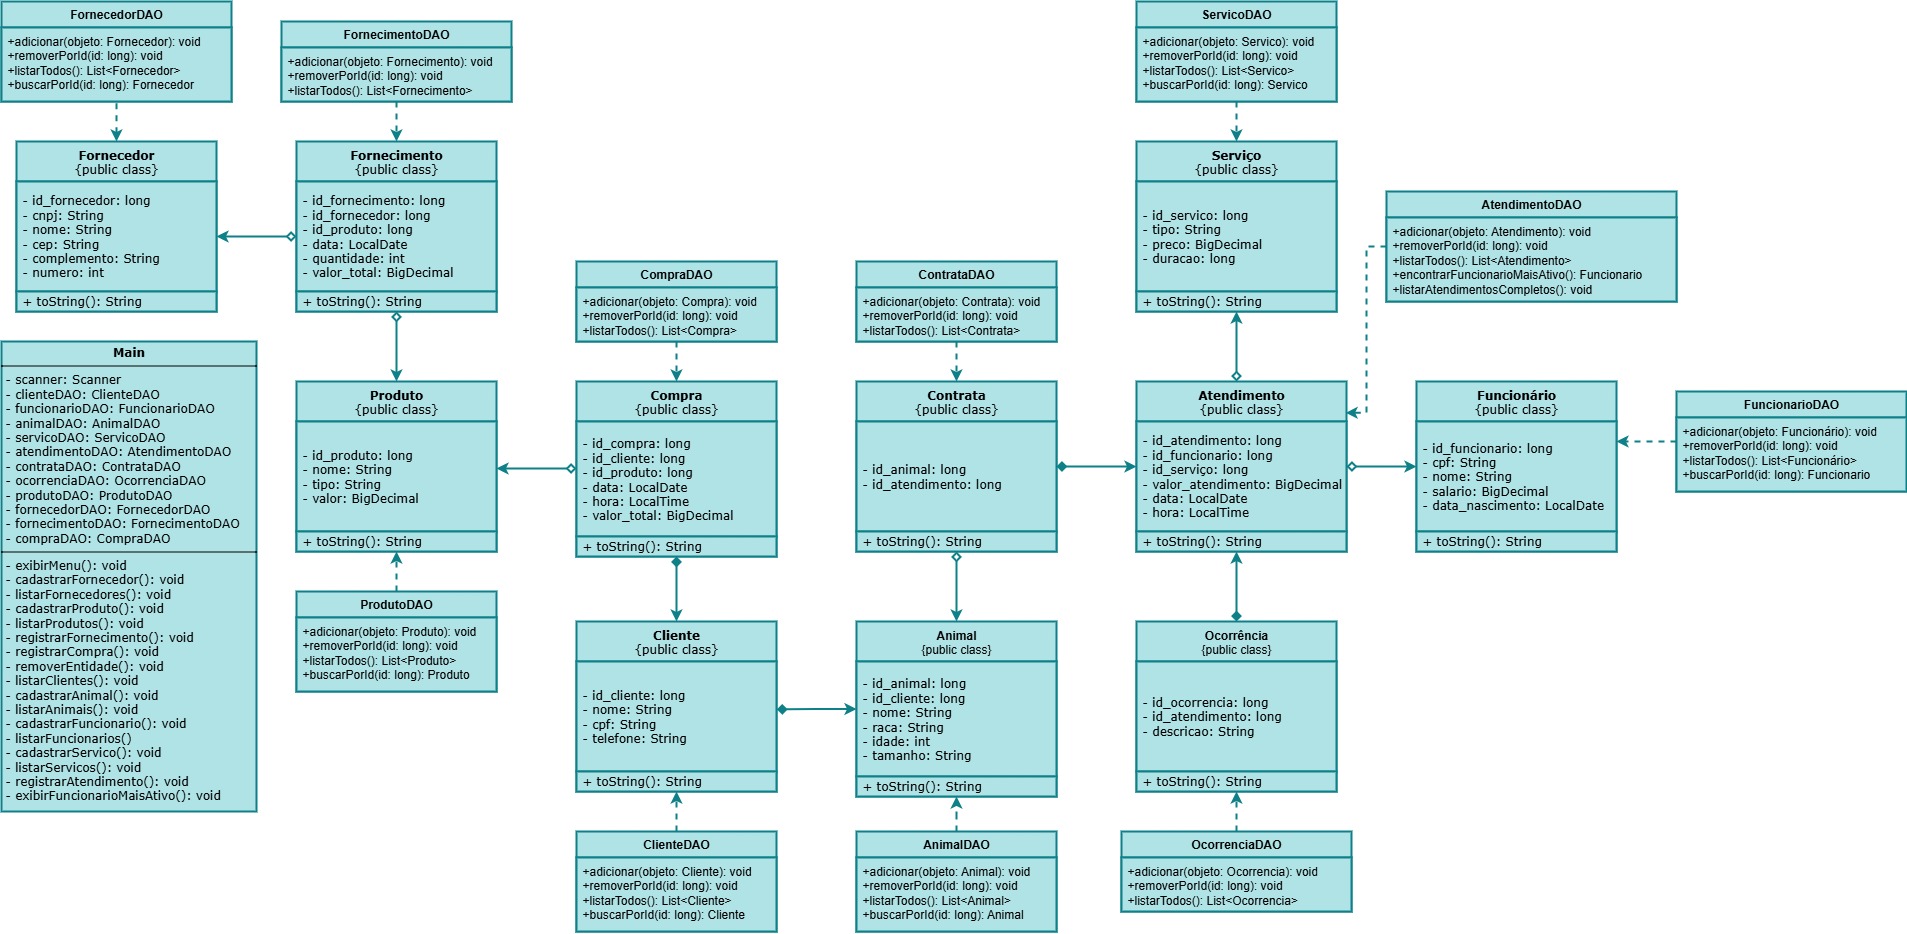 FornecedorDAO
+adicionar(objeto: Fornecedor): void
+removerPorId(id: long): void
+listarTodos(): List<Fornecedor>
+buscarPorId(id: long): Fornecedor
FornecimentoDAO
+adicionar(objeto: Fornecimento): void
+removerPorId(id: long): void
+listarTodos(): List<Fornecimento>
ServicoDAO
+adicionar(objeto: Servico): void
+removerPorId(id: long): void
+listarTodos(): List<Servico>
+buscarPorId(id: long): Servico
Fornecedor
{public class}
- id_fornecedor: long
- cnpj: String
- nome: String
- cep: String
- complemento: String
- numero: int
+ toString(): String
Fornecimento
{public class}
- id_fornecimento: long
- id_fornecedor: long
- id_produto: long
- data: LocalDate
- quantidade: int
- valor_total: BigDecimal
+ toString(): String
Serviço
{public class}
- id_servico: long
- tipo: String
- preco: BigDecimal
- duracao: long
+ toString(): String
AtendimentoDAO
+adicionar(objeto: Atendimento): void
+removerPorId(id: long): void
+listarTodos(): List<Atendimento>
+encontrarFuncionarioMaisAtivo(): Funcionario
+listarAtendimentosCompletos(): void
CompraDAO
+adicionar(objeto: Compra): void
+removerPorId(id: long): void
+listarTodos(): List<Compra>
ContrataDAO
+adicionar(objeto: Contrata): void
+removerPorId(id: long): void
+listarTodos(): List<Contrata>
Main
- scanner: Scanner
- clienteDAO: ClienteDAO
- funcionarioDAO: FuncionarioDAO
- animalDAO: AnimalDAO
- servicoDAO: ServicoDAO
- atendimentoDAO: AtendimentoDAO
- contrataDAO: ContrataDAO
- ocorrenciaDAO: OcorrenciaDAO
- produtoDAO: ProdutoDAO
- fornecedorDAO: FornecedorDAO
- fornecimentoDAO: FornecimentoDAO
- compraDAO: CompraDAO
- exibirMenu(): void
- cadastrarFornecedor(): void
- listarFornecedores(): void
- cadastrarProduto(): void
- listarProdutos(): void
- registrarFornecimento(): void
- registrarCompra(): void
- removerEntidade(): void
- listarClientes(): void
- cadastrarAnimal(): void
- listarAnimais(): void
- cadastrarFuncionario(): void
- listarFuncionarios()
- cadastrarServico(): void
- listarServicos(): void
- registrarAtendimento(): void
- exibirFuncionarioMaisAtivo(): void
Produto
{public class}
- id_produto: long
- nome: String
- tipo: String
- valor: BigDecimal
+ toString(): String
Compra
{public class}
- id_compra: long
- id_cliente: long
- id_produto: long
- data: LocalDate
- hora: LocalTime
- valor_total: BigDecimal
+ toString(): String
Contrata
{public class}
- id_animal: long
- id_atendimento: long
+ toString(): String
Atendimento
{public class}
- id_atendimento: long
- id_funcionario: long
- id_serviço: long
- valor_atendimento: BigDecimal
- data: LocalDate
- hora: LocalTime
+ toString(): String
Funcionário
{public class}
- id_funcionario: long
- cpf: String
- nome: String
- salario: BigDecimal
- data_nascimento: LocalDate
+ toString(): String
FuncionarioDAO
+adicionar(objeto: Funcionário): void
+removerPorId(id: long): void
+listarTodos(): List<Funcionário>
+buscarPorId(id: long): Funcionario
ProdutoDAO
+adicionar(objeto: Produto): void
+removerPorId(id: long): void
+listarTodos(): List<Produto>
+buscarPorId(id: long): Produto
Cliente
{public class}
- id_cliente: long
- nome: String
- cpf: String
- telefone: String
+ toString(): String
Animal
{public class}
- id_animal: long
- id_cliente: long
- nome: String
- raca: String
- idade: int
- tamanho: String
+ toString(): String
Ocorrência
{public class}
- id_ocorrencia: long
- id_atendimento: long
- descricao: String
+ toString(): String
ClienteDAO
+adicionar(objeto: Cliente): void
+removerPorId(id: long): void
+listarTodos(): List<Cliente>
+buscarPorId(id: long): Cliente
AnimalDAO
+adicionar(objeto: Animal): void
+removerPorId(id: long): void
+listarTodos(): List<Animal>
+buscarPorId(id: long): Animal
OcorrenciaDAO
+adicionar(objeto: Ocorrencia): void
+removerPorId(id: long): void
+listarTodos(): List<Ocorrencia>